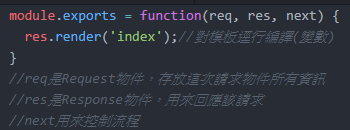 module.exports = function(req, res, next) {
  res.render('index');//對模板進行編譯(變數)
}
//req是Request物件，存放這次請求物件所有資訊
//res是Response物件，用來回應該請求
//next用來控制流程